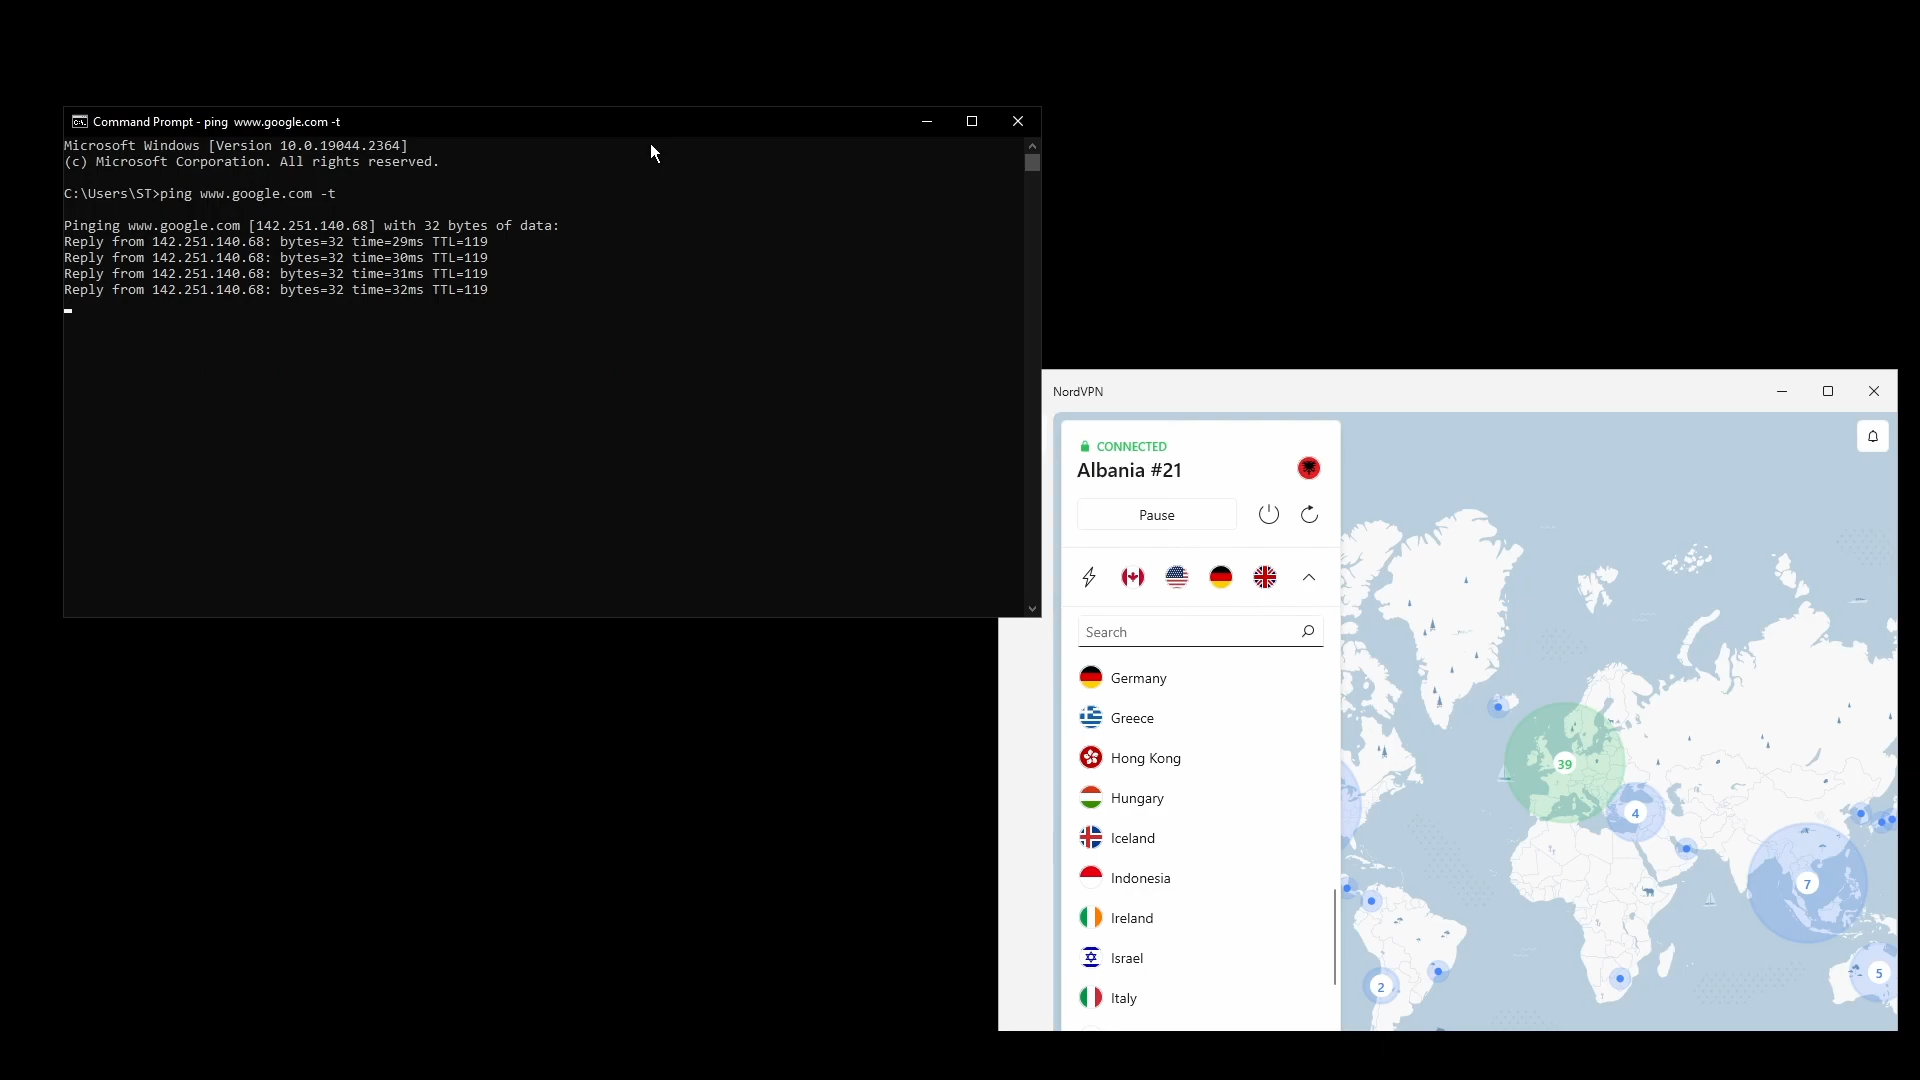 Command Prompt - ping  www.google.com -t
Microsoft Windows [Version 10.0.19044.2364]
(c) Microsoft Corporation. All rights reserved.
C:\Users\ST>ping www.google.com -t
Pinging www.google.com [142.251.140.68] with 32 bytes of data:
Reply from 142.251.140.68: bytes=32 time=29ms TTL=119
Reply from 142.251.140.68: bytes=32 time=30ms TTL=119
Reply from 142.251.140.68: bytes=32 time=31ms TTL=119
Reply from 142.251.140.68: bytes=32 time=32ms TTL=119
NordVPN
CONNECTED
Albania #21
Pause
Search
Germany
Greece
Hong Kong
Hungary
Iceland
Indonesia
Ireland
Israel
Italy
39
4
7
5
2